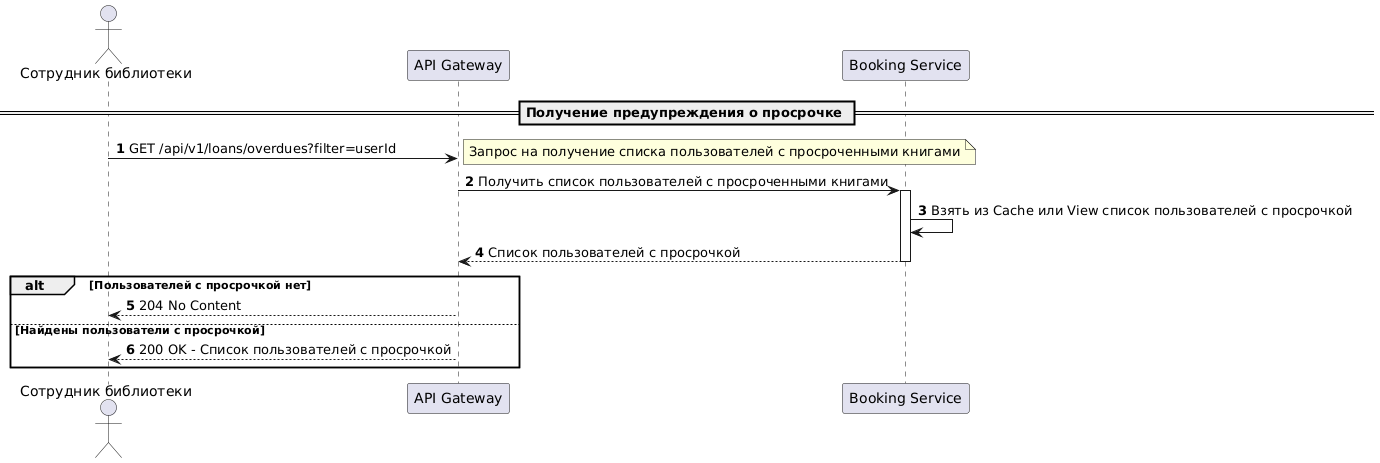 Сотрудник библиотеки
API Gateway
Booking Service
Получение предупреждения о просрочке
1 GET /api/v1/loans/overdues?filter=userId
Запрос на получение списка пользователей с просроченными книгами
2 Получить список пользователей с просроченными книгами
3 Взять из Cache или View список пользователей с просрочкой
4 Список пользователей с просрочкой
alt [Пользователей с просрочкой нет]
5 204 No Content
[Найдены пользователи с просрочкой]
6 200 OK - Список пользователей с просрочкой
Сотрудник библиотеки
API Gateway
Booking Service